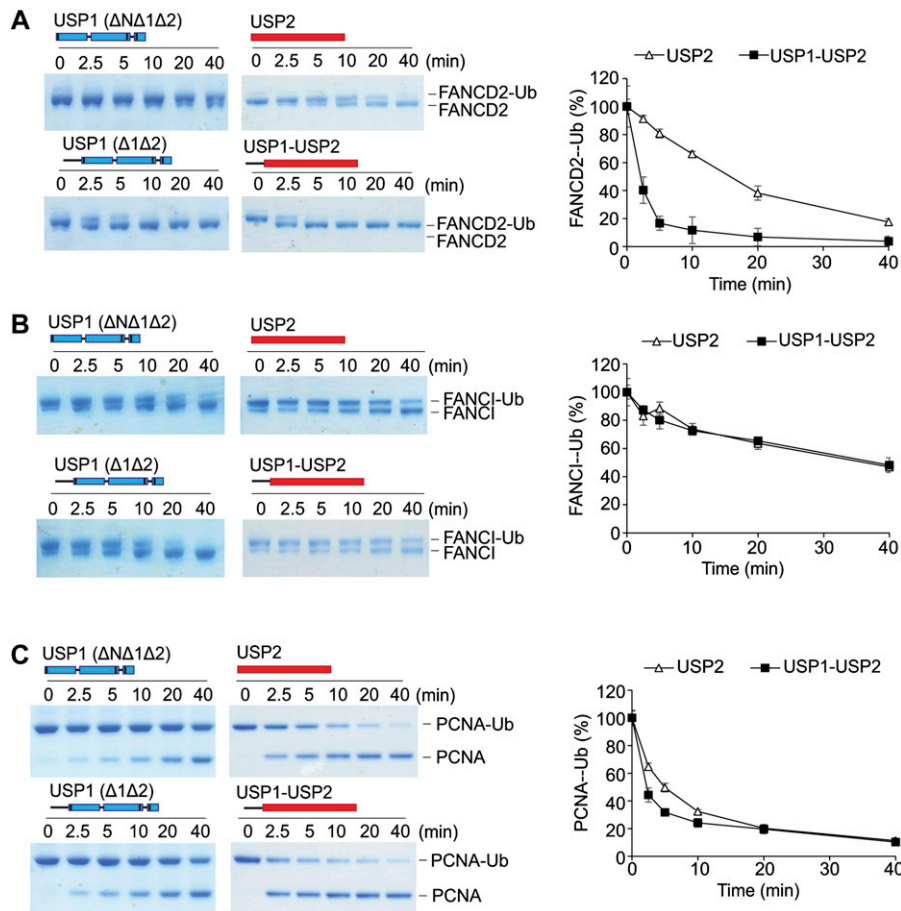 A
USP1 (ΔNΔ1Δ2)
0 2.5 5 10 20 40
USP2
0 2.5 5 10 20 40 (min)
FANCD2-Ub
FANCD2
USP1 (Δ1Δ2)
0 2.5 5 10 20 40
USP1-USP2
0 2.5 5 10 20 40 (min)
FANCD2-Ub
FANCD2
USP2 USP1-USP2
FANCD2--Ub (%)
120
100
80
60
40
20
0
0 10 20 30 40
Time (min)
B
USP1 (ΔNΔ1Δ2)
0 2.5 5 10 20 40
USP2
0 2.5 5 10 20 40 (min)
FANCI-Ub
FANCI
USP1 (Δ1Δ2)
0 2.5 5 10 20 40
USP1-USP2
0 2.5 5 10 20 40 (min)
FANCI-Ub
FANCI
USP2 USP1-USP2
FANCI--Ub (%)
120
100
80
60
40
20
0
0 10 20 30 40
Time (min)
C
USP1 (ΔNΔ1Δ2)
0 2.5 5 10 20 40
USP2
0 2.5 5 10 20 40 (min)
PCNA-Ub
PCNA
USP1 (Δ1Δ2)
0 2.5 5 10 20 40
USP1-USP2
0 2.5 5 10 20 40 (min)
PCNA-Ub
PCNA
USP2 USP1-USP2
PCNA--Ub (%)
120
100
80
60
40
20
0
0 10 20 30 40
Time (min)